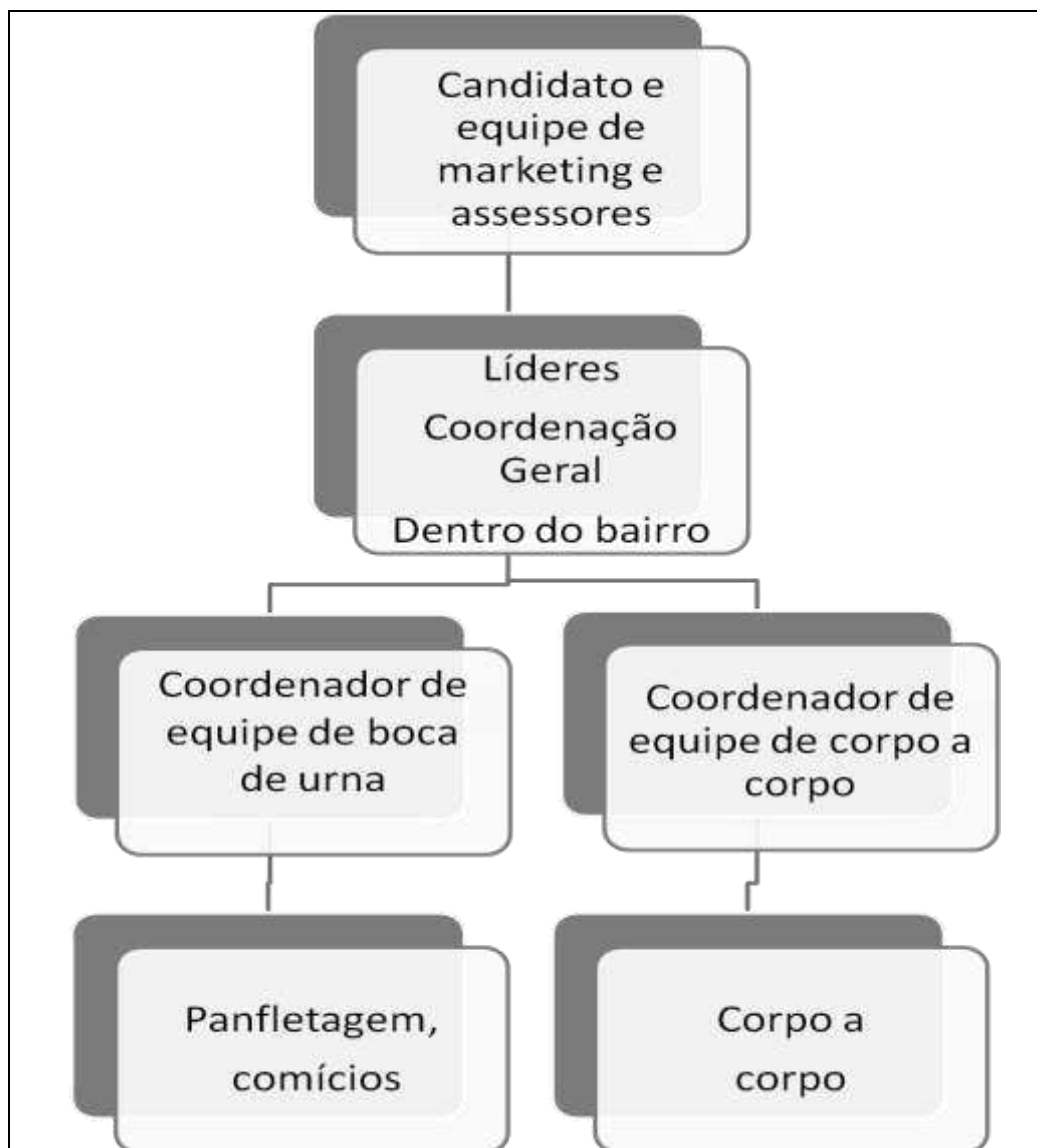 Candidato e
equipe de
marketing e
assessores
Líderes
Coordenação
Geral
Dentro do bairro
Coordenador de
equipe de boca
de urna
Coordenador de
equipe de corpo a
corpo
Panfletagem,
comícios
Corpo a
corpo